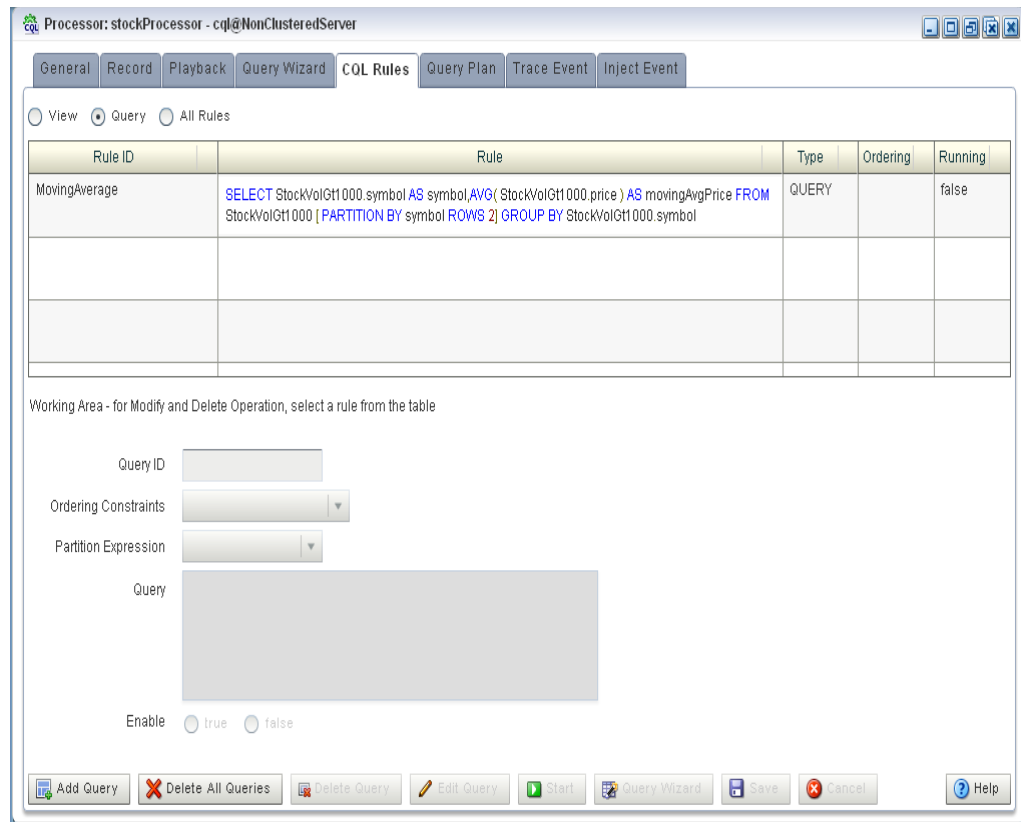 CQL Processor: stockProcessor - cql@NonClusteredServer
General Record Playback Query Wizard CQL Rules Query Plan Trace Event Inject Event
View Query All Rules
Rule ID Rule Type Ordering Running
MovingAverage SELECT StockVolGt1000.symbol AS symbol,AVG( StockVolGt1000.price ) AS movingAvgPrice FROM QUERY false
StockVolGt1000 [ PARTITION BY symbol ROWS 2] GROUP BY StockVolGt1000.symbol
Working Area - for Modify and Delete Operation, select a rule from the table
Query ID
Ordering Constraints
Partition Expression
Query
Enable true false
Add Query Delete All Queries Delete Query Edit Query Start Query Wizard Save Cancel Help